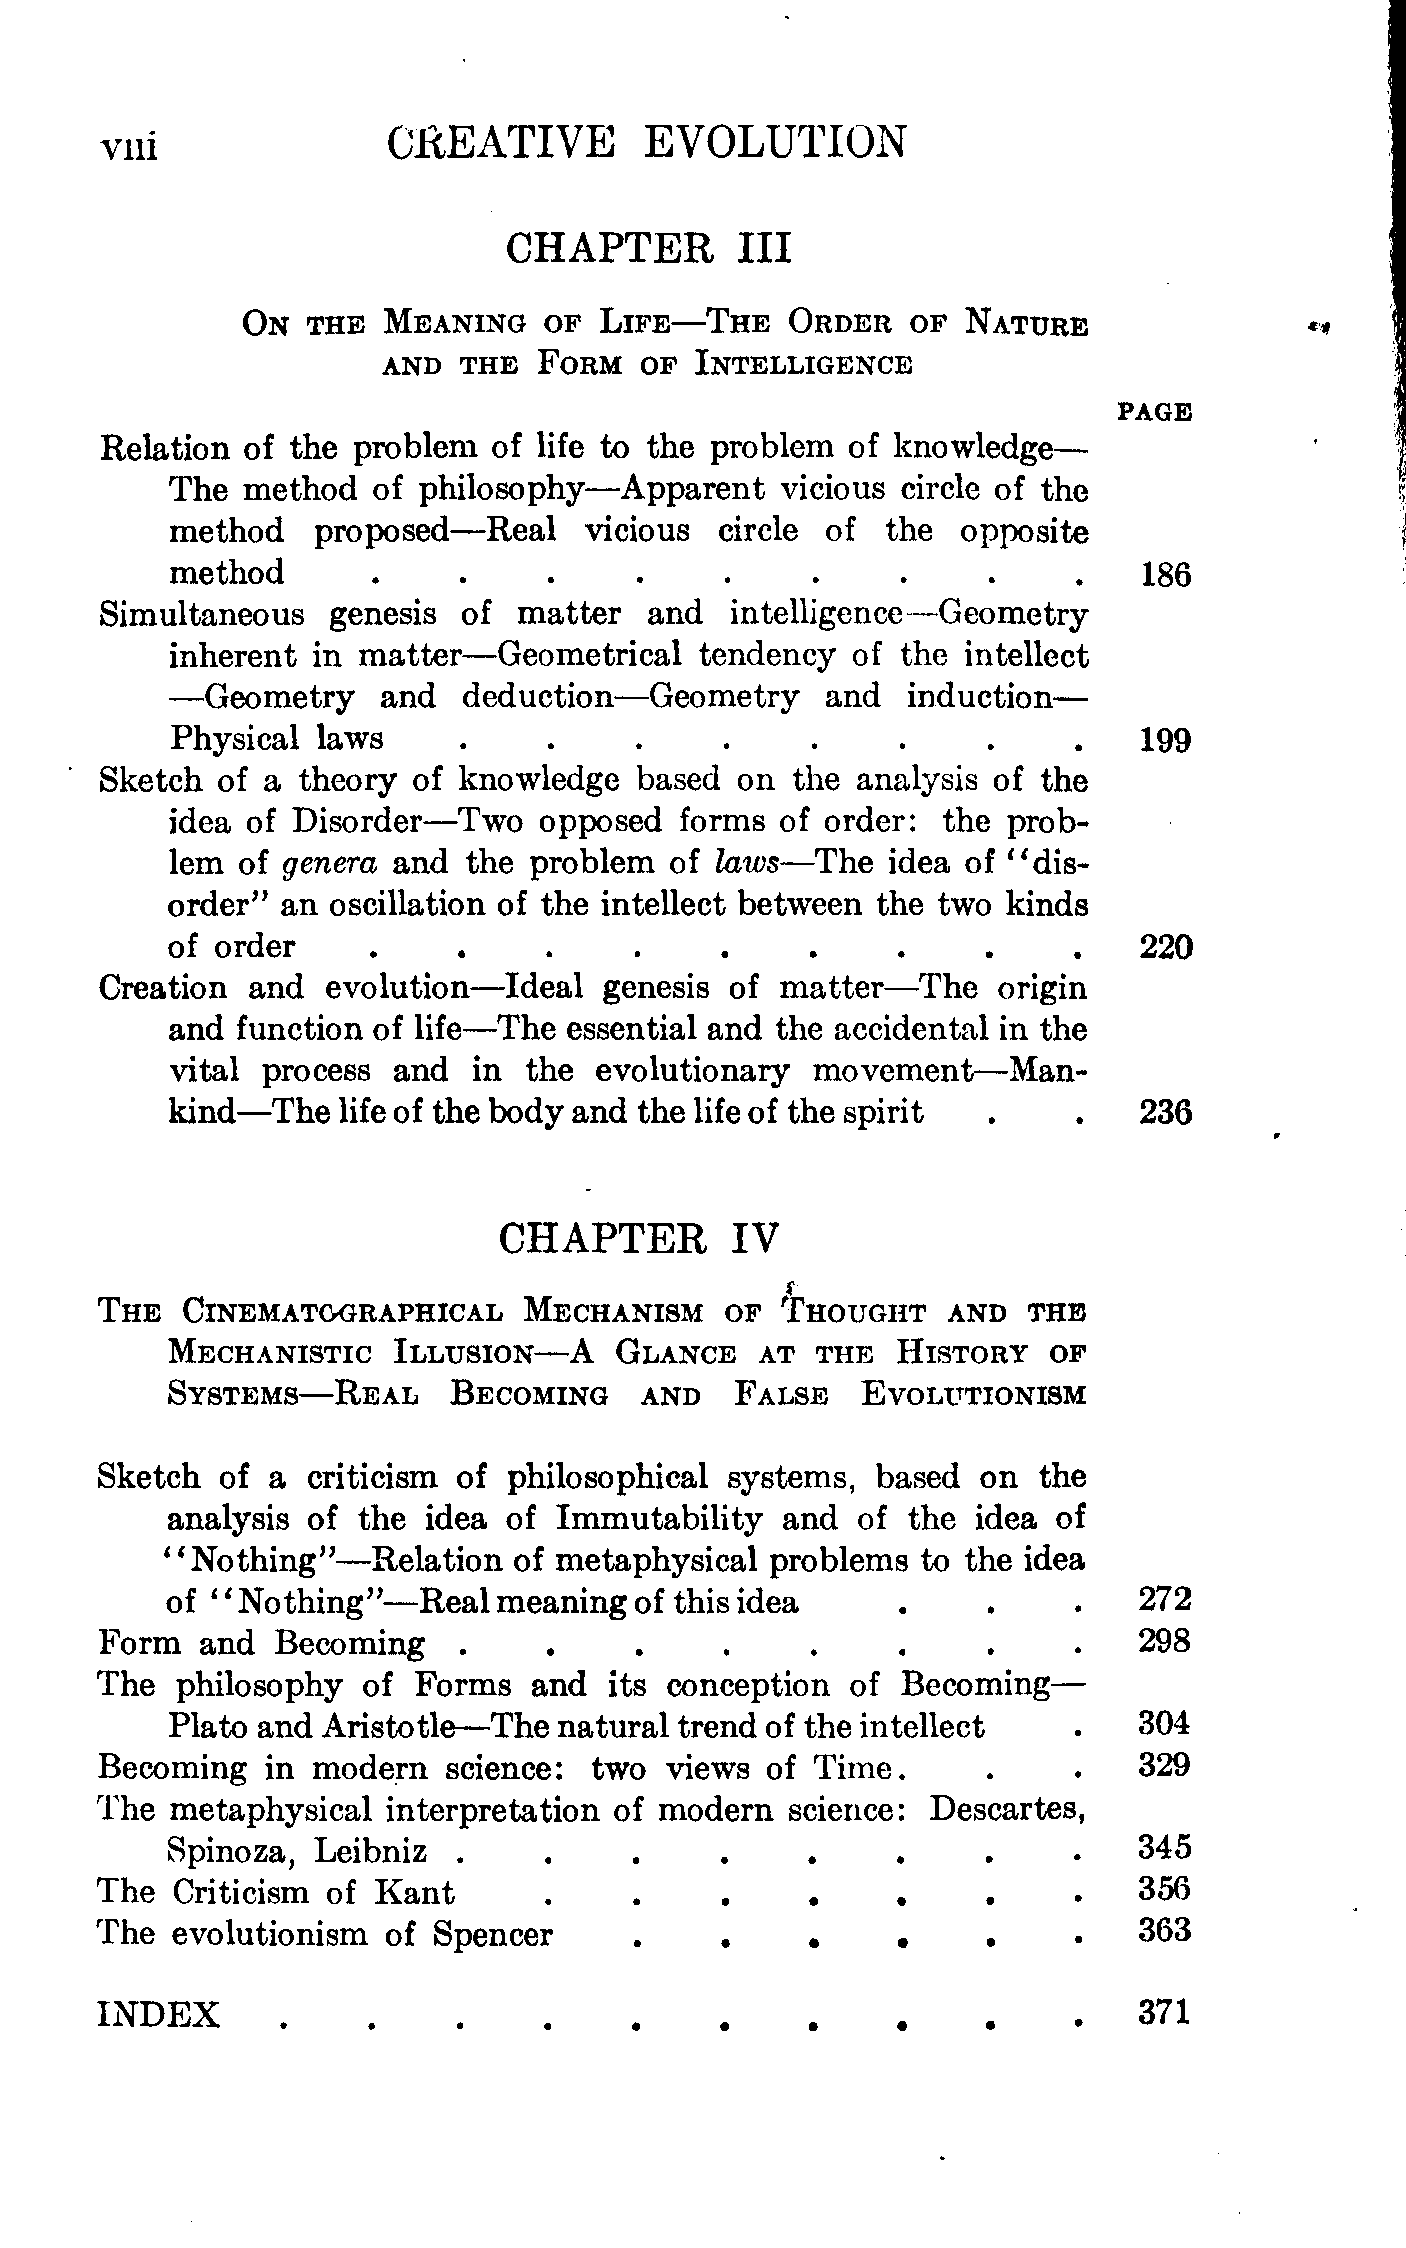 viii CREATIVE EVOLUTION
CHAPTER III
ON THE MEANING OF LIFE—THE ORDER OF NATURE
AND THE FORM OF INTELLIGENCE
PAGE
Relation of the problem of life to the problem of knowledge—
The method of philosophy—Apparent vicious circle of the
method proposed—Real vicious circle of the opposite
method . . . . . . . . . 186
Simultaneous genesis of matter and intelligence—Geometry
inherent in matter—Geometrical tendency of the intellect
—Geometry and deduction—Geometry and induction—
Physical laws . . . . . . . . 199
Sketch of a theory of knowledge based on the analysis of the
idea of Disorder—Two opposed forms of order: the prob-
lem of genera and the problem of laws—The idea of "dis-
order" an oscillation of the intellect between the two kinds
of order . . . . . . . . . 220
Creation and evolution—Ideal genesis of matter—The origin
and function of life—The essential and the accidental in the
vital process and in the evolutionary movement—Man-
kind—The life of the body and the life of the spirit . . 236
CHAPTER IV
THE CINEMATOGRAPHICAL MECHANISM OF THOUGHT AND THE
MECHANISTIC ILLUSION—A GLANCE AT THE HISTORY OF
SYSTEMS—REAL BECOMING AND FALSE EVOLUTIONISM
Sketch of a criticism of philosophical systems, based on the
analysis of the idea of Immutability and of the idea of
"Nothing"—Relation of metaphysical problems to the idea
of "Nothing"—Real meaning of this idea . . . 272
Form and Becoming . . . . . . . . 298
The philosophy of Forms and its conception of Becoming—
Plato and Aristotle—The natural trend of the intellect . 304
Becoming in modern science: two views of Time . . . 329
The metaphysical interpretation of modern science: Descartes,
Spinoza, Leibniz . . . . . . . . 345
The Criticism of Kant . . . . . . . 356
The evolutionism of Spencer . . . . . . 363
INDEX . . . . . . . . . . 371